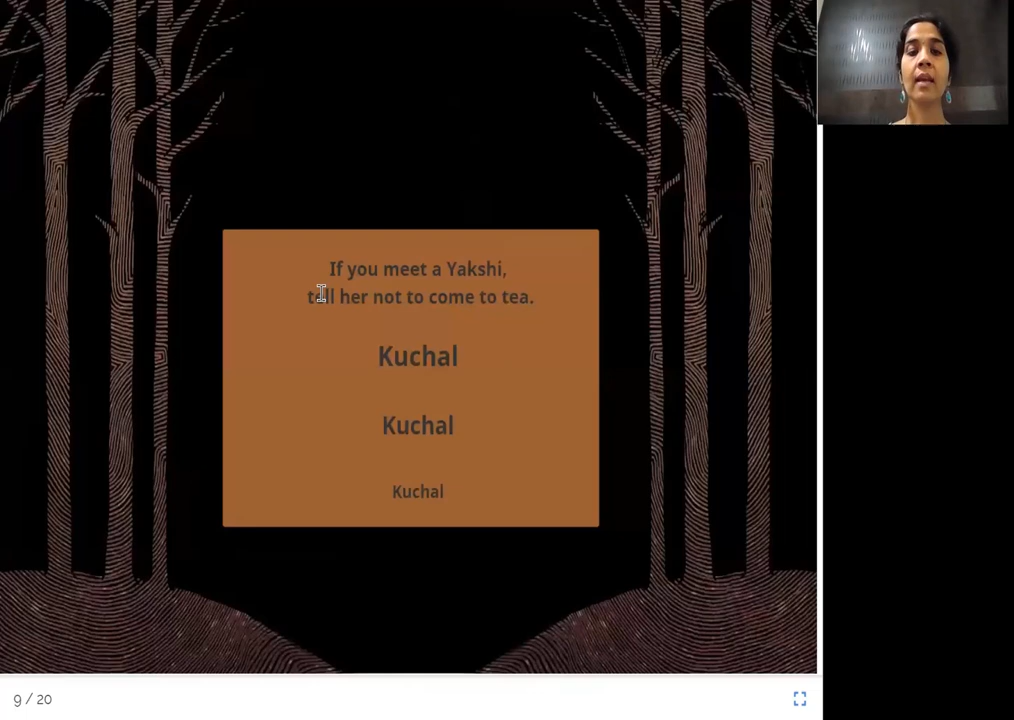 If you meet a Yakshi,
tell her not to come to tea.
Kuchal
Kuchal
Kuchal
9 / 20